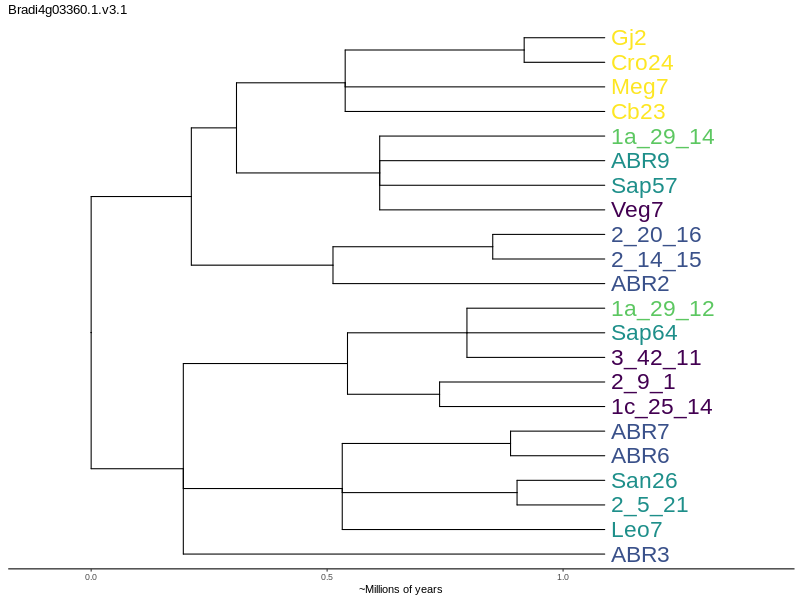 Bradi4g03360.1.v3.1
Gj2
Cro24
Meg7
Cb23
1a_29_14
ABR9
Sap57
Veg7
2_20_16
2_14_15
ABR2
1a_29_12
Sap64
3_42_11
2_9_1
1c_25_14
ABR7
ABR6
San26
2_5_21
Leo7
ABR3
0.0 0.5 1.0
~Millions of years